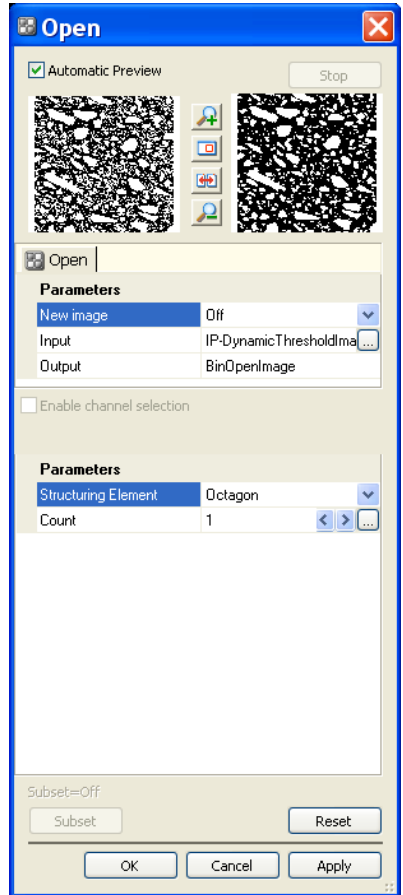 Open
Automatic Preview
Stop
Open
Parameters
New image Off
Input IP-DynamicThresholdIma ...
Output BinOpenImage
Enable channel selection
Parameters
Structuring Element Octagon
Count 1 < > ...
Subset=Off
Subset Reset
OK Cancel Apply